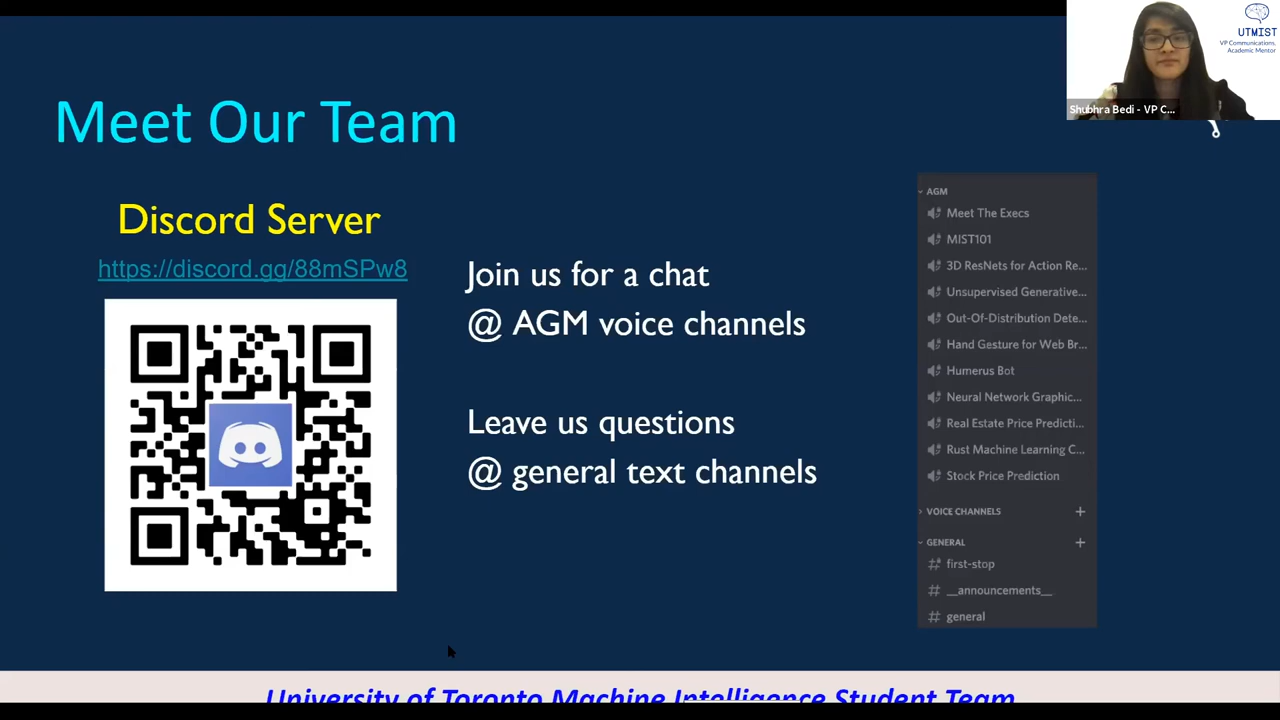 UTMIST
VP Communications,
Academic Mentor
Shubhra Bedi - VP C...
Meet Our Team
Discord Server
https://discord.gg/88mSPw8
Join us for a chat
@ AGM voice channels
Leave us questions
@ general text channels
AGM
Meet The Execs
MIST101
3D ResNets for Action Re...
Unsupervised Generative...
Out-Of-Distribution Dete...
Hand Gesture for Web Br...
Humerus Bot
Neural Network Graphic...
Real Estate Price Predicti...
Rust Machine Learning C...
Stock Price Prediction
VOICE CHANNELS
GENERAL
# first-stop
# __announcements__
# general
University of Toronto Machine Intelligence Student Team